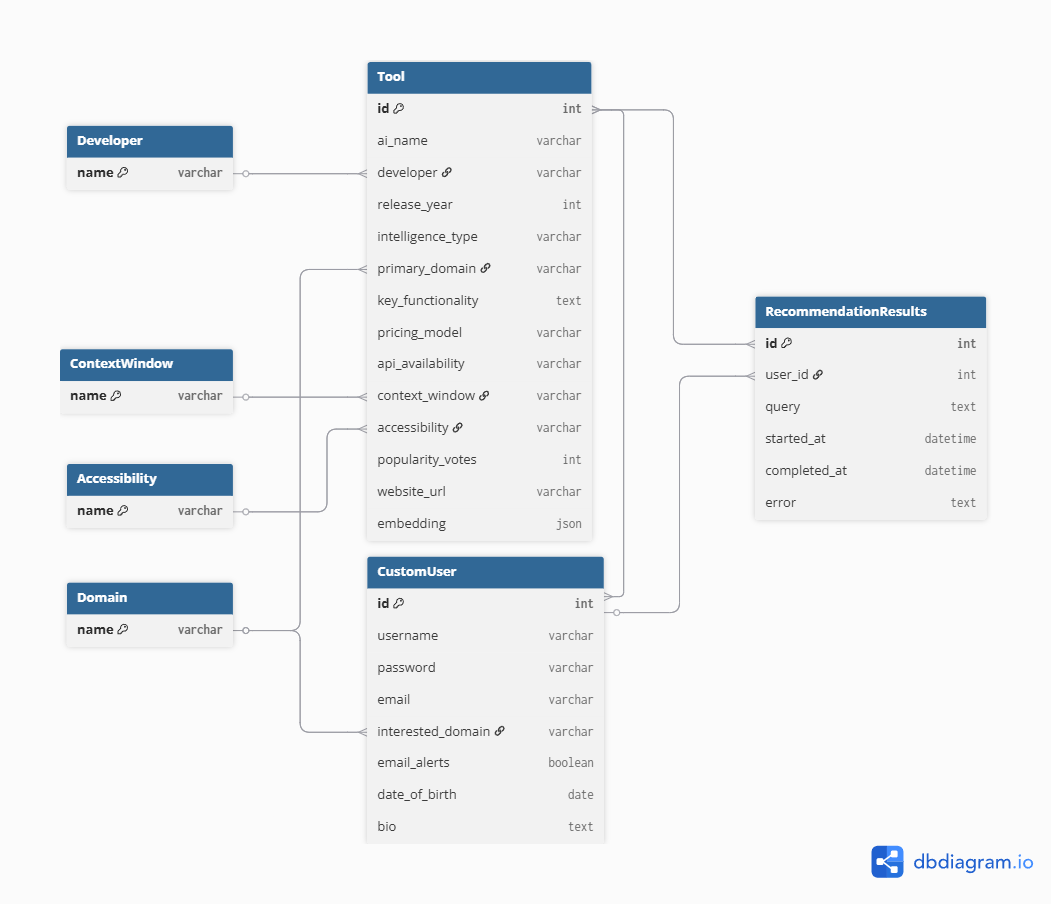 Tool
id int
ai_name varchar
developer varchar
release_year int
intelligence_type varchar
primary_domain varchar
key_functionality text
pricing_model varchar
api_availability varchar
context_window varchar
accessibility varchar
popularity_votes int
website_url varchar
embedding json
Developer
name varchar
ContextWindow
name varchar
Accessibility
name varchar
Domain
name varchar
RecommendationResults
id int
user_id int
query text
started_at datetime
completed_at datetime
error text
CustomUser
id int
username varchar
password varchar
email varchar
interested_domain varchar
email_alerts boolean
date_of_birth date
bio text
dbdiagram.io